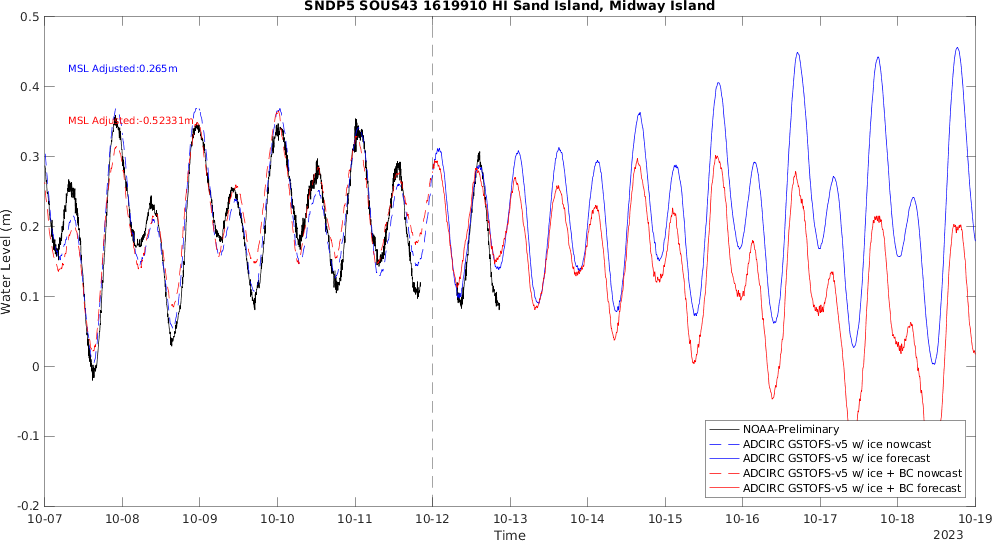 SNDP5 SOUS43 1619910 HI Sand Island, Midway Island
0.5
MSL Adjusted:0.265m
0.4
MSL Adjusted:-0.52331m
0.3
0.2
Water Level (m)
0.1
0
-0.1
NOAA-Preliminary
ADCIRC GSTOFS-v5 w/ ice nowcast
ADCIRC GSTOFS-v5 w/ ice forecast
ADCIRC GSTOFS-v5 w/ ice + BC nowcast
ADCIRC GSTOFS-v5 w/ ice + BC forecast
-0.2
10-07 10-08 10-09 10-10 10-11 10-12 10-13 10-14 10-15 10-16 10-17 10-18 10-19
Time
2023